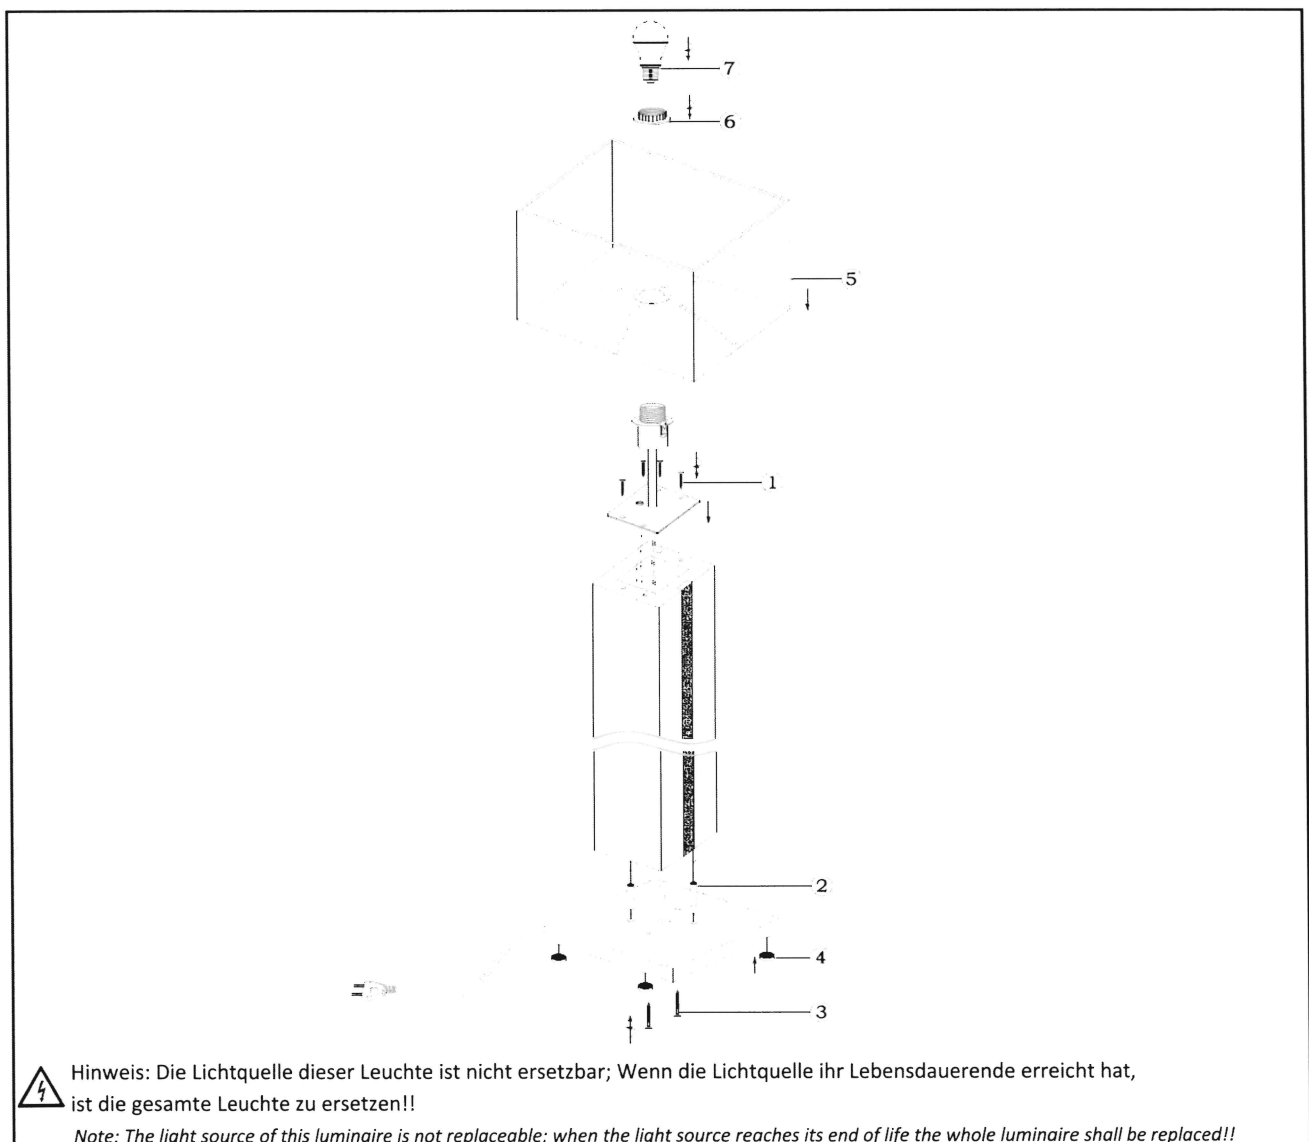 7
6
5
1
2
4
3
Hinweis: Die Lichtquelle dieser Leuchte ist nicht ersetzbar; Wenn die Lichtquelle ihr Lebensdauerende erreicht hat,
ist die gesamte Leuchte zu ersetzen!!
Note: The light source of this luminaire is not replaceable; when the light source reaches its end of life the whole luminaire shall be replaced!!